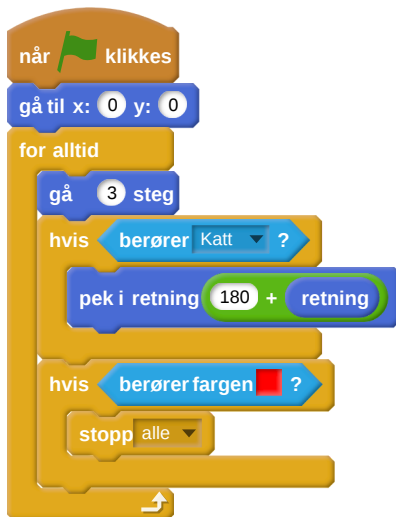 når klikkes
gå til x: 0 y: 0
for alltid
gå 3 steg
hvis berører Katt ?
pek i retning 180 + retning
hvis berører fargen ?
stopp alle